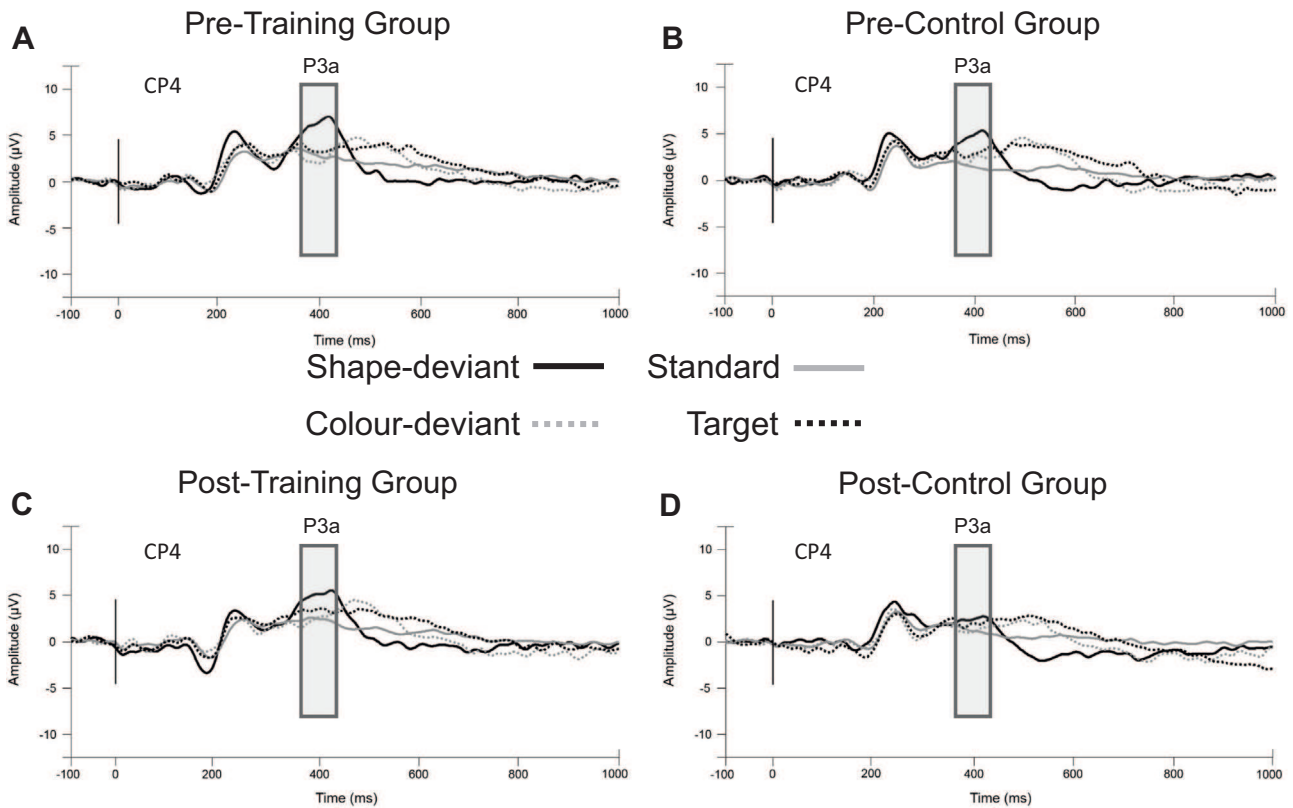 A
Pre-Training Group
P3a
CP4
10
5
0
-5
-10
Amplitude (µV)
-100 0 200 400 600 800 1000
Time (ms)
B
Pre-Control Group
P3a
CP4
10
5
0
-5
-10
Amplitude (µV)
-100 0 200 400 600 800 1000
Time (ms)
Shape-deviant Standard
Colour-deviant Target
C
Post-Training Group
P3a
CP4
10
5
0
-5
-10
Amplitude (µV)
-100 0 200 400 600 800 1000
Time (ms)
D
Post-Control Group
P3a
CP4
10
5
0
-5
-10
Amplitude (µV)
-100 0 200 400 600 800 1000
Time (ms)